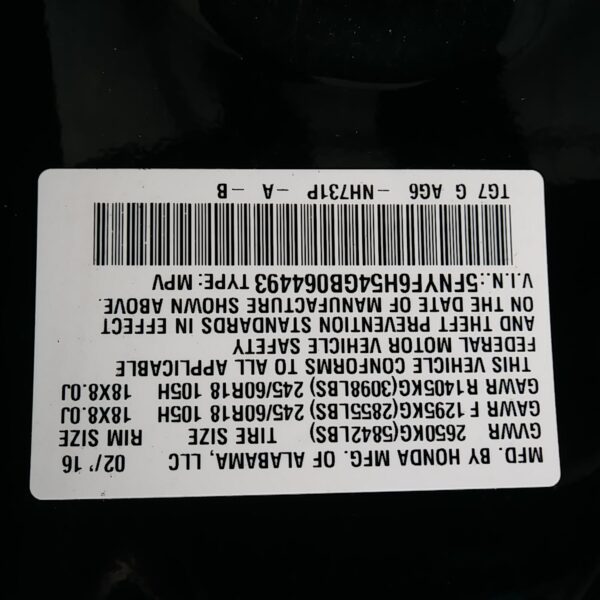 MFD. BY HONDA MFG. OF ALABAMA, LLC 02/'16
GVWR 2650KG(5842LBS) TIRE SIZE RIM SIZE
GAWR F 1295KG(2855LBS) 245/60R18 105H 18X8.0J
GAWR R1405KG(3098LBS) 245/60R18 105H 18X8.0J
THIS VEHICLE CONFORMS TO ALL APPLICABLE
FEDERAL MOTOR VEHICLE SAFETY
AND THEFT PREVENTION STANDARDS IN EFFECT
ON THE DATE OF MANUFACTURE SHOWN ABOVE.
V.I.N.:5FNYF6H54GB064493 TYPE: MPV
TG7 G AG6 -NH731P -A -B